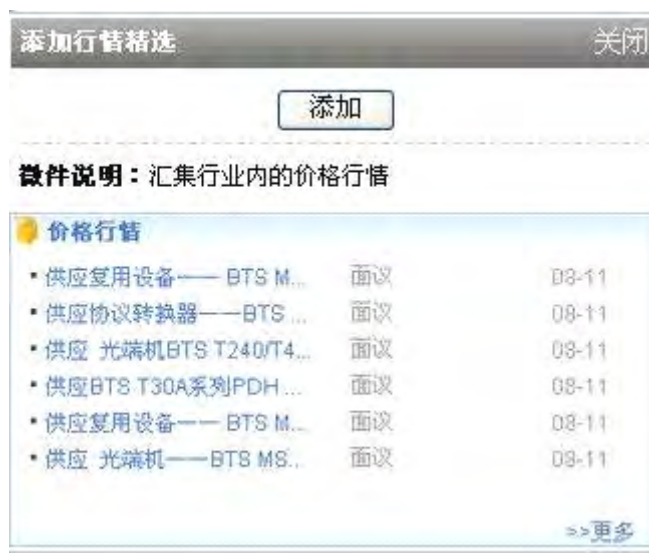 添加行情精选 关闭
添加
微件说明：汇集行业内的价格行情
价格行情
供应复用设备—— BTS M... 面议 08-11
供应协议转换器——BTS ... 面议 08-11
供应 光端机BTS T240/T4... 面议 08-11
供应BTS T30A系列PDH ... 面议 08-11
供应复用设备—— BTS M... 面议 08-11
供应 光端机——BTS MS... 面议 08-11
>>更多